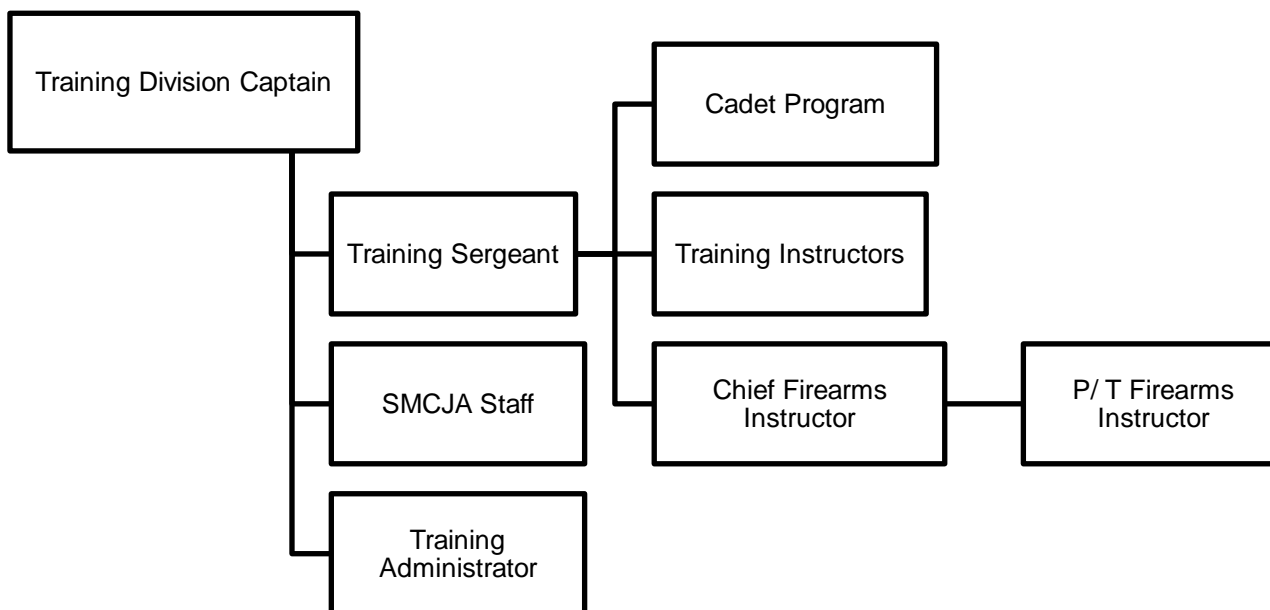 Training Division Captain
Cadet Program
Training Sergeant
Training Instructors
SMCJA Staff
Chief Firearms
Instructor
P/ T Firearms
Instructor
Training
Administrator